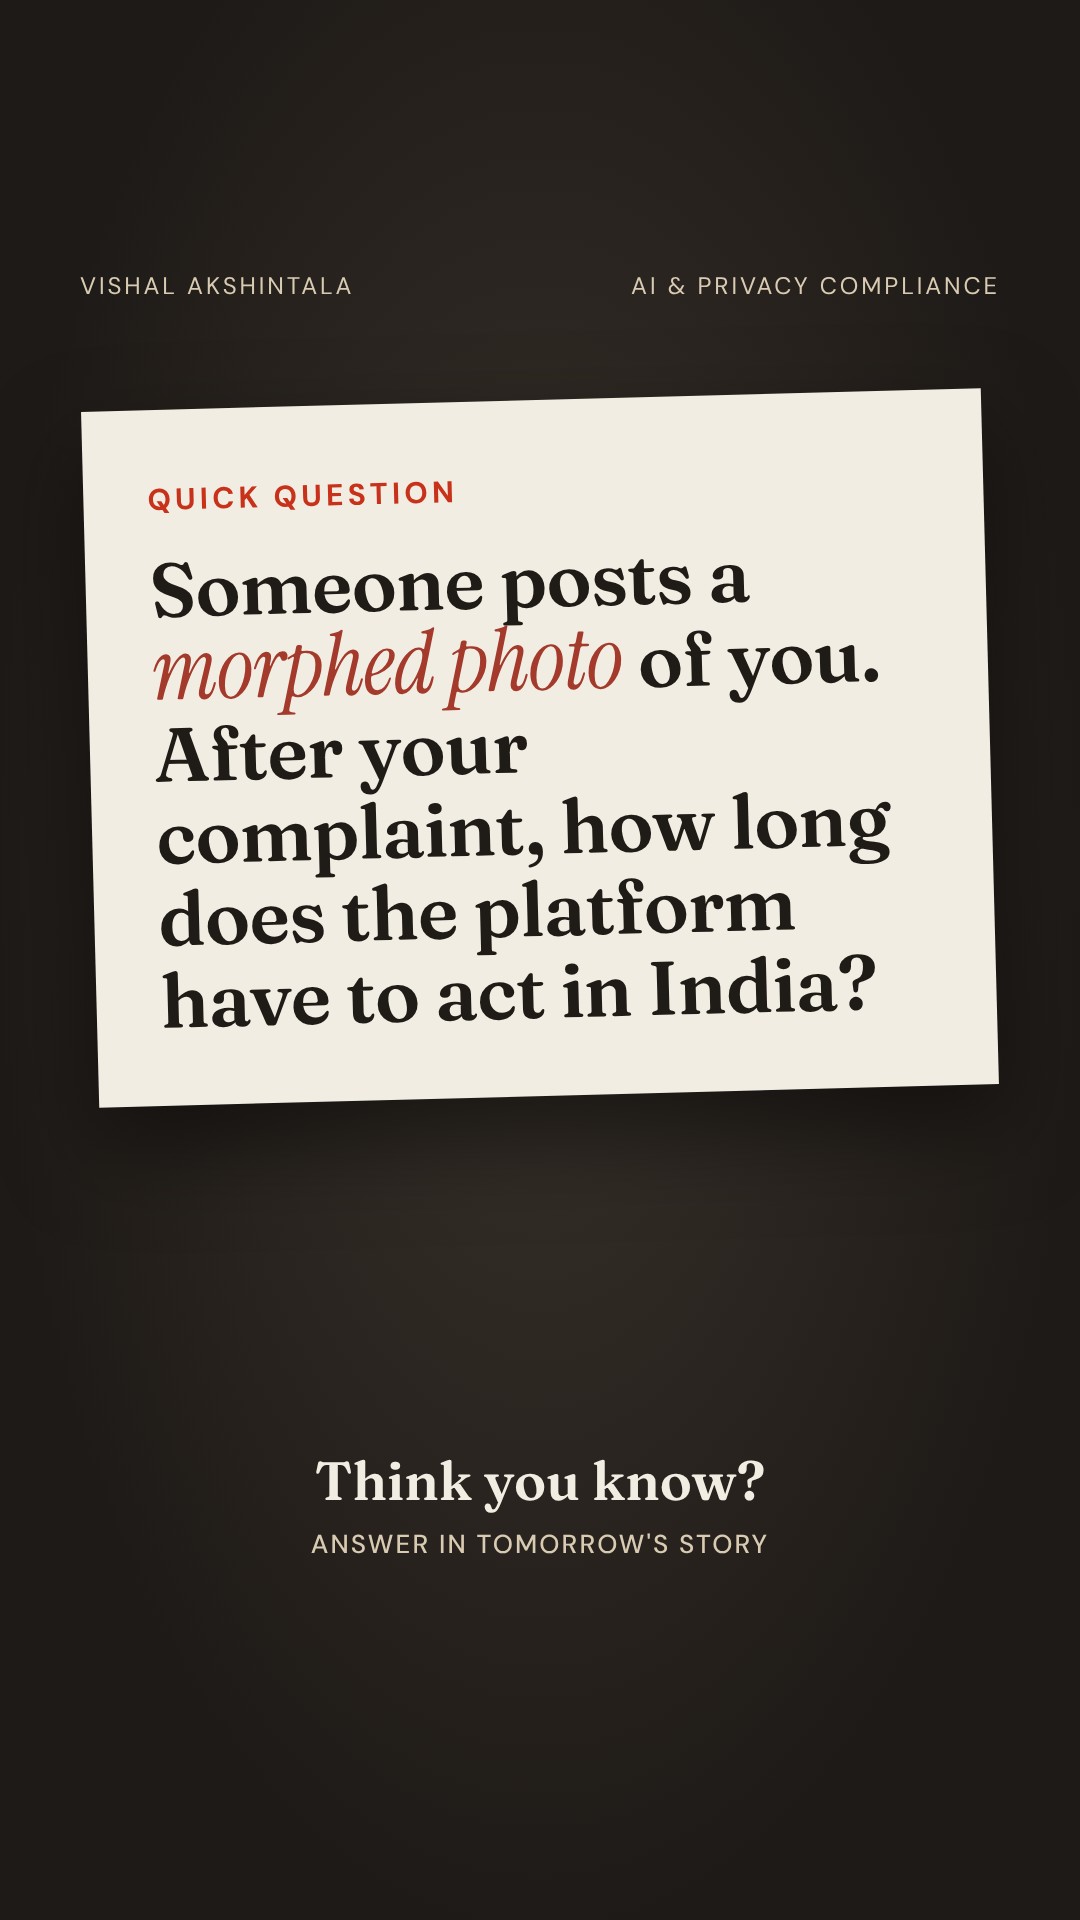 VISHAL AKSHINTALA
AI & PRIVACY COMPLIANCE
QUICK QUESTION
Someone posts a
morphed photo of you.
After your
complaint, how long
does the platform
have to act in India?
Think you know?
ANSWER IN TOMORROW'S STORY